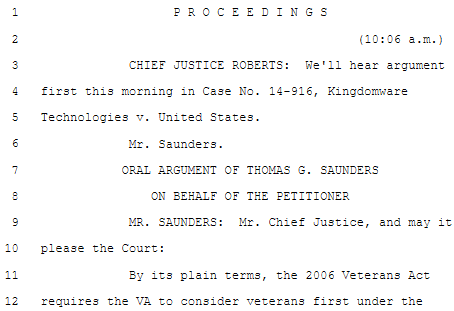 1 P R O C E E D I N G S
2 (10:06 a.m.)
3 CHIEF JUSTICE ROBERTS: We'll hear argument
4 first this morning in Case No. 14-916, Kingdomware
5 Technologies v. United States.
6 Mr. Saunders.
7 ORAL ARGUMENT OF THOMAS G. SAUNDERS
8 ON BEHALF OF THE PETITIONER
9 MR. SAUNDERS: Mr. Chief Justice, and may it
10 please the Court:
11 By its plain terms, the 2006 Veterans Act
12 requires the VA to consider veterans first under the